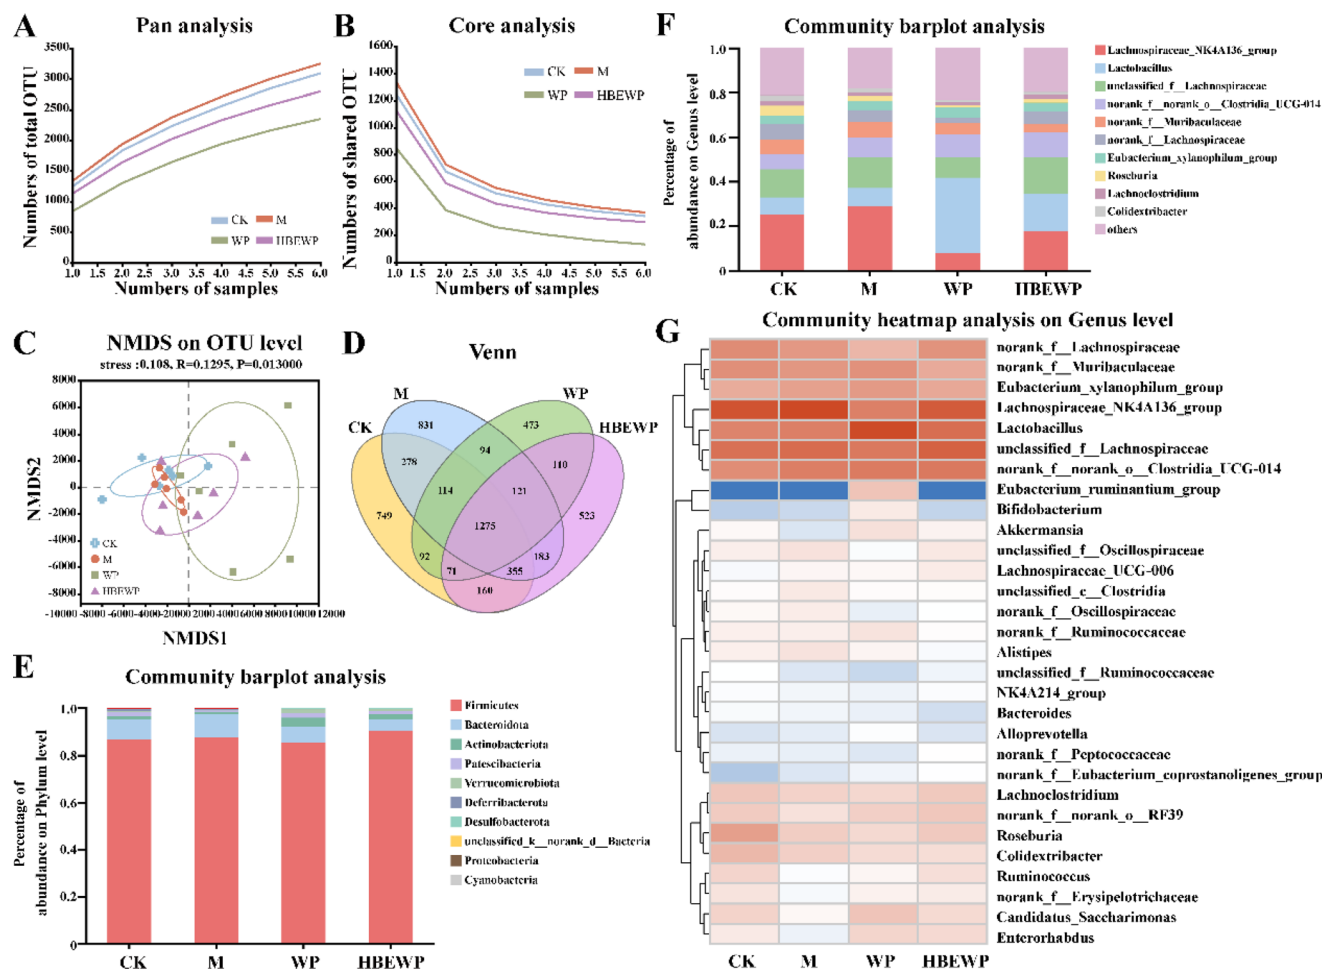 A
Pan analysis
Numbers of total OTU
3500
3000
2500
2000
1500
1000
500
0
CK M
WP HBEWP
1.0 1.5 2.0 2.5 3.0 3.5 4.0 4.5 5.0 5.5 6.0
Numbers of samples
B
Core analysis
Numbers of shared OTU
1600
1400
1200
1000
800
600
400
200
0
CK M
WP HBEWP
1.0 1.5 2.0 2.5 3.0 3.5 4.0 4.5 5.0 5.5 6.0
Numbers of samples
F
Community barplot analysis
Percentage of
abundance on Genus level
1.0
0.8
0.6
0.4
0.2
0
CK M WP HBEWP
Lachnospiraceae_NK4A136_group
Lactobacillus
unclassified_f__Lachnospiraceae
norank_f__norank_o__Clostridia_UCG-014
norank_f__Muribaculaceae
norank_f__Lachnospiraceae
Eubacterium_xylanophilum_group
Roseburia
Lachnoclostridium
Colidextribacter
others
C
NMDS on OTU level
stress :0.108, R=0.1295, P=0.013000
NMDS2
8000
6000
4000
2000
0
-2000
-4000
-6000
-8000
CK
M
WP
HBEWP
-10000 -8000 -6000 -4000 -20000 0 20000 4000 6000 8000 10000 12000
NMDS1
D
Venn
M WP
CK HBEWP
831 473
278 94 110
114 121
749 1275 523
92 183
71 355
160
E
Community barplot analysis
Percentage of
abundance on Phylum level
1.0
0.8
0.6
0.4
0.2
0
CK M WP HBEWP
Firmicutes
Bacteroidota
Actinobacteriota
Patescibacteria
Verrucomicrobiota
Deferribacterota
Desulfobacterota
unclassified_k__norank_d__Bacteria
Proteobacteria
Cyanobacteria
G
Community heatmap analysis on Genus level
norank_f__Lachnospiraceae
norank_f__Muribaculaceae
Eubacterium_xylanophilum_group
Lachnospiraceae_NK4A136_group
Lactobacillus
unclassified_f__Lachnospiraceae
norank_f__norank_o__Clostridia_UCG-014
Eubacterium_ruminantium_group
Bifidobacterium
Akkermansia
unclassified_f__Oscillospiraceae
Lachnospiraceae_UCG-006
unclassified_c__Clostridia
norank_f__Oscillospiraceae
norank_f__Ruminococcaceae
Alistipes
unclassified_f__Ruminococcaceae
NK4A214_group
Bacteroides
Alloprevotella
norank_f__Peptococcaceae
norank_f__Eubacterium_coprostanoligenes_group
Lachnoclostridium
norank_f__norank_o__RF39
Roseburia
Colidextribacter
Ruminococcus
norank_f__Erysipelotrichaceae
Candidatus_Saccharimonas
Enterorhabdus
CK M WP HBEWP